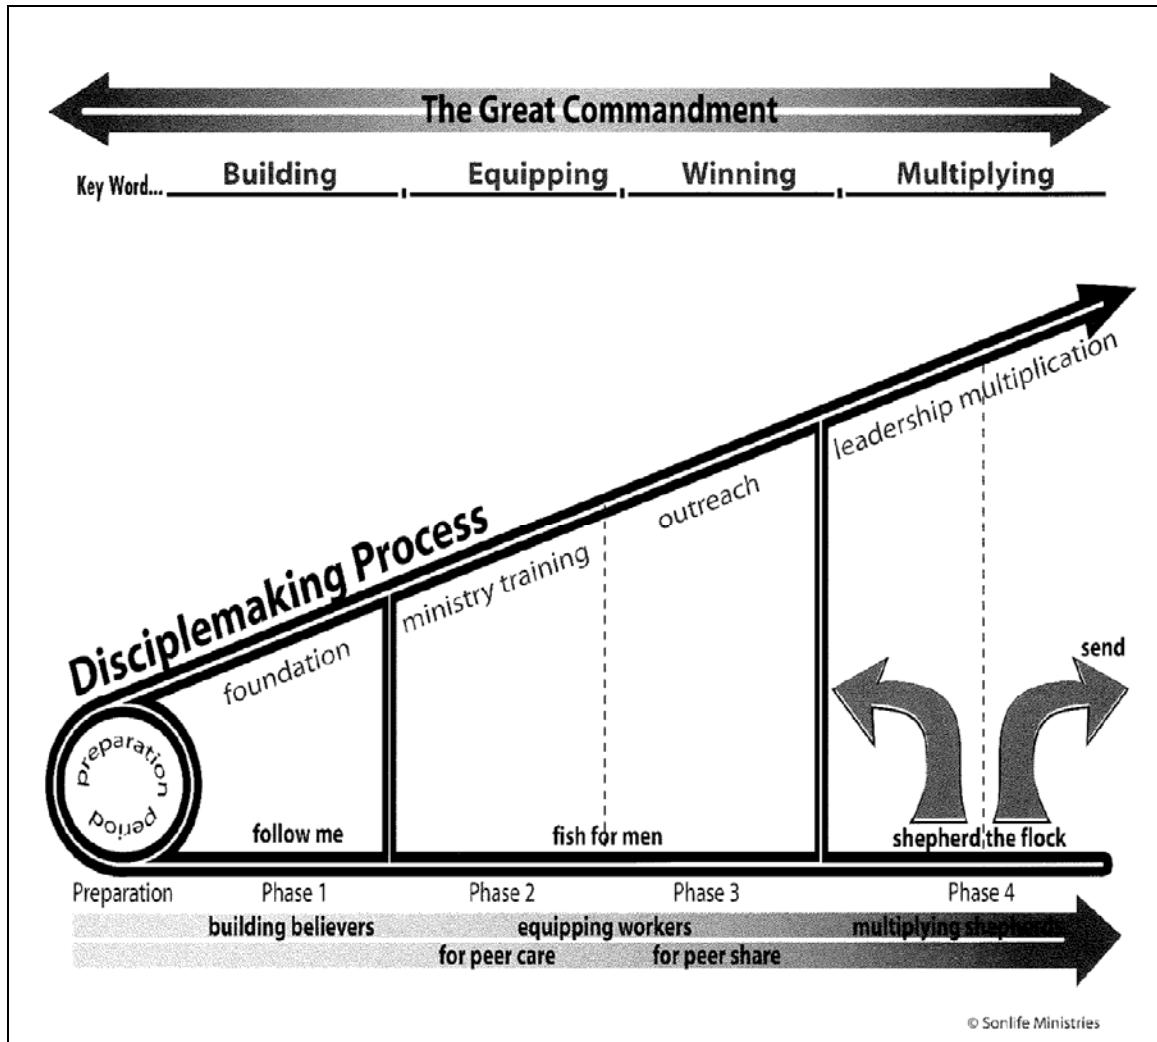 The Great Commandment
Key Word... Building Equipping Winning Multiplying
Disciplemaking Process
foundation
ministry training
outreach
leadership multiplication
preparation period
send
follow me
fish for men
shepherd the flock
Preparation Phase 1 Phase 2 Phase 3 Phase 4
building believers equipping workers multiplying shepherds
for peer care for peer share
© Sonlife Ministries